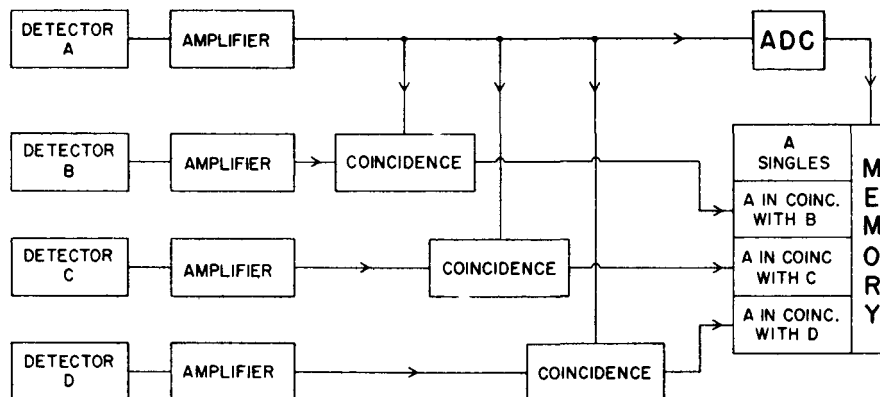 DETECTOR
A
AMPLIFIER
ADC
DETECTOR
B
AMPLIFIER
COINCIDENCE
A
SINGLES
A IN COINC.
WITH B
A IN COINC
WITH C
A IN COINC.
WITH D
MEMORY
DETECTOR
C
AMPLIFIER
COINCIDENCE
DETECTOR
D
AMPLIFIER
COINCIDENCE